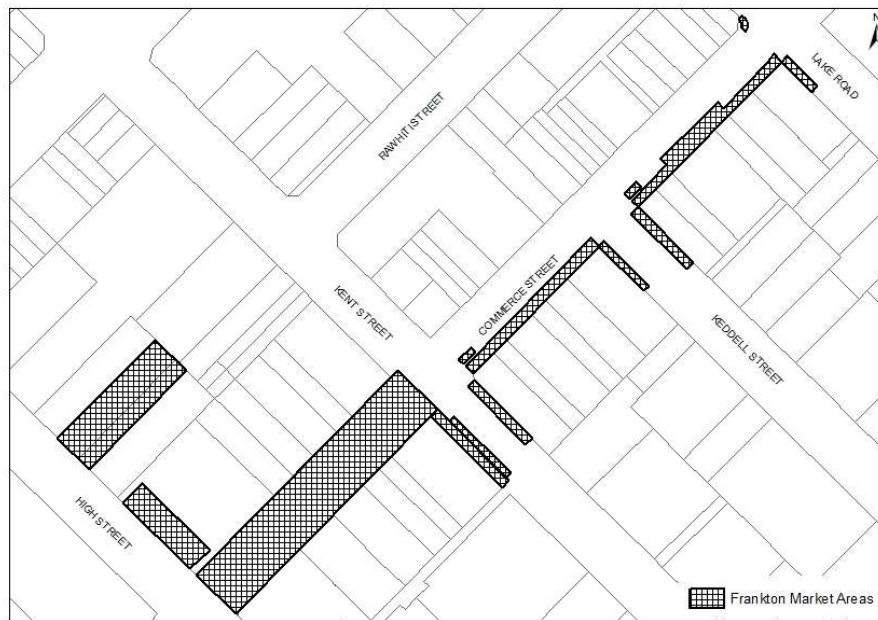 N
LAKE ROAD
RAWHITI STREET
COMMERCE STREET
KENT STREET
KEDDELL STREET
HIGH STREET
Frankton Market Areas